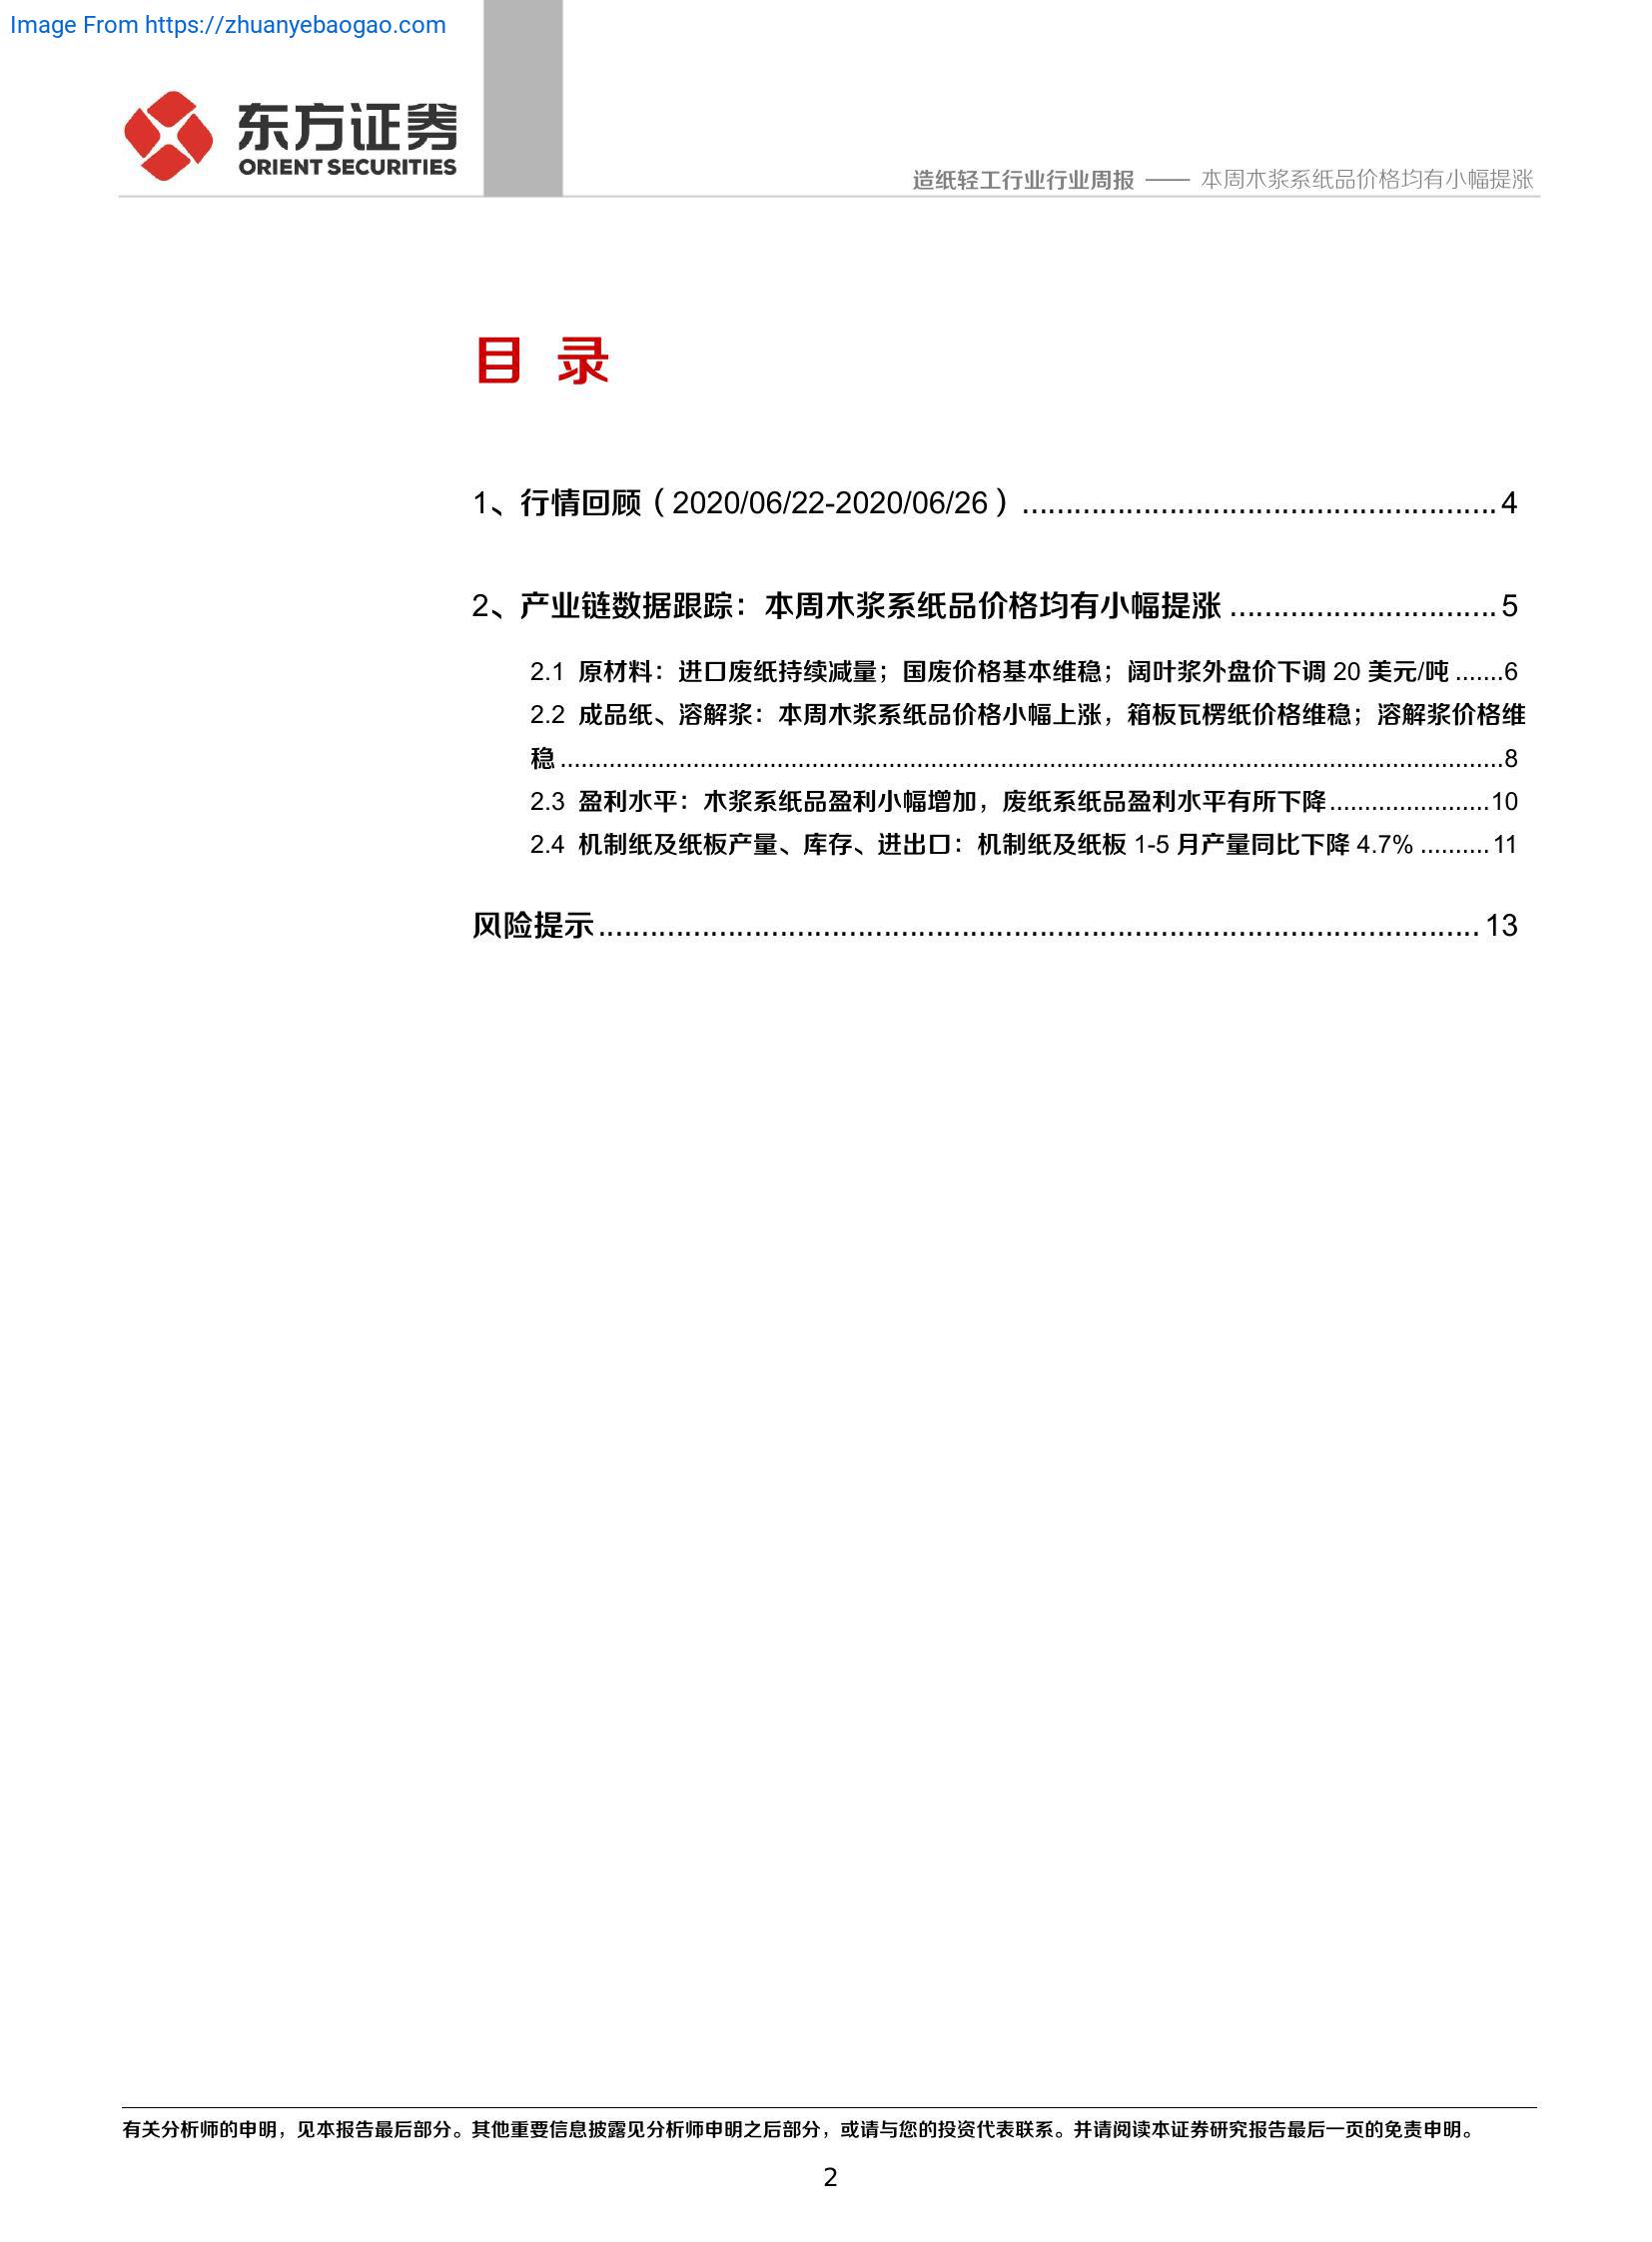 Image From https://zhuanyebaogao.com
东方证券
ORIENT SECURITIES
造纸轻工行业行业周报 —— 本周木浆系纸品价格均有小幅提涨
目 录
1、行情回顾（2020/06/22-2020/06/26）......................................................4
2、产业链数据跟踪：本周木浆系纸品价格均有小幅提涨...............................5
2.1 原材料：进口废纸持续减量；国废价格基本维稳；阔叶浆外盘价下调 20 美元/吨.......6
2.2 成品纸、溶解浆：本周木浆系纸品价格小幅上涨，箱板瓦楞纸价格维稳；溶解浆价格维
稳.......................................................................................................................................8
2.3 盈利水平：木浆系纸品盈利小幅增加，废纸系纸品盈利水平有所下降.......................10
2.4 机制纸及纸板产量、库存、进出口：机制纸及纸板 1-5 月产量同比下降 4.7%..........11
风险提示.....................................................................................................13
有关分析师的申明，见本报告最后部分。其他重要信息披露见分析师申明之后部分，或请与您的投资代表联系。并请阅读本证券研究报告最后一页的免责申明。
2